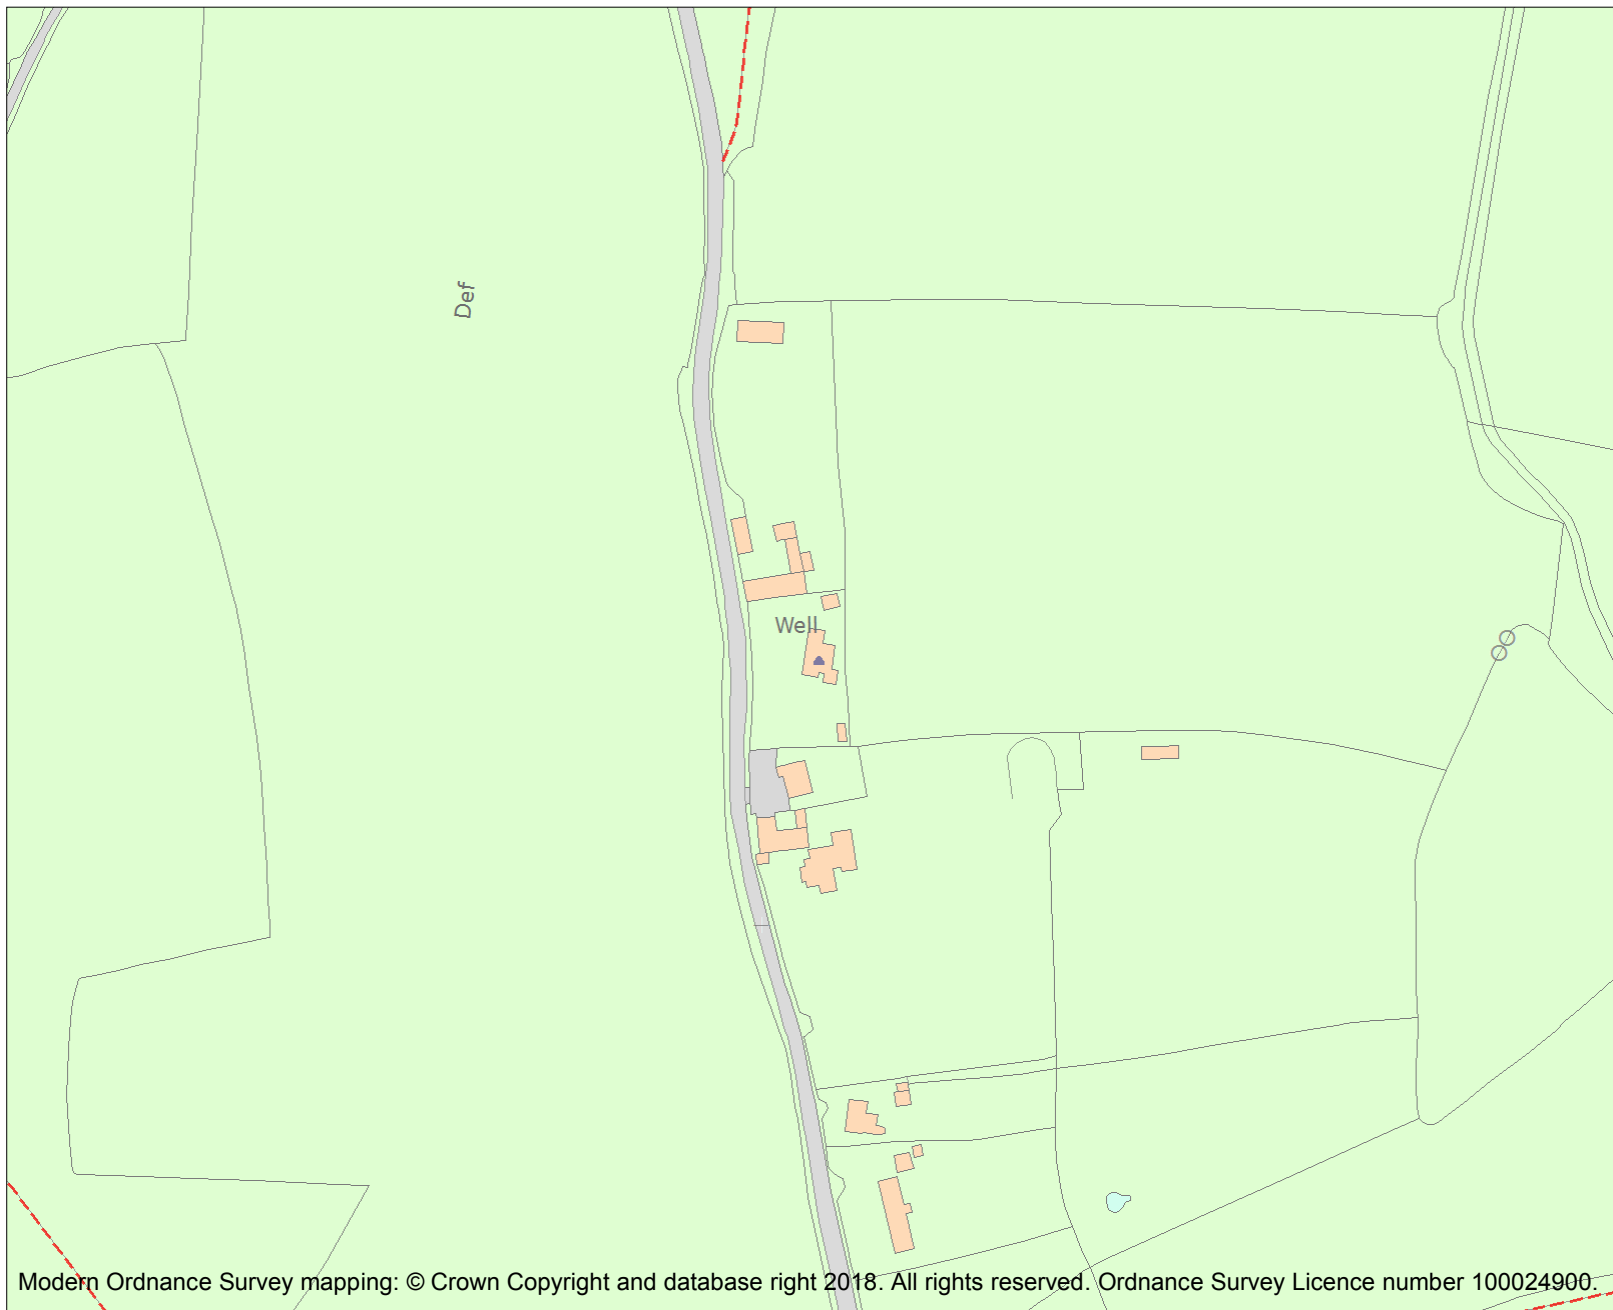 Def
Well
Modern Ordnance Survey mapping: © Crown Copyright and database right 2018. All rights reserved. Ordnance Survey Licence number 100024900.